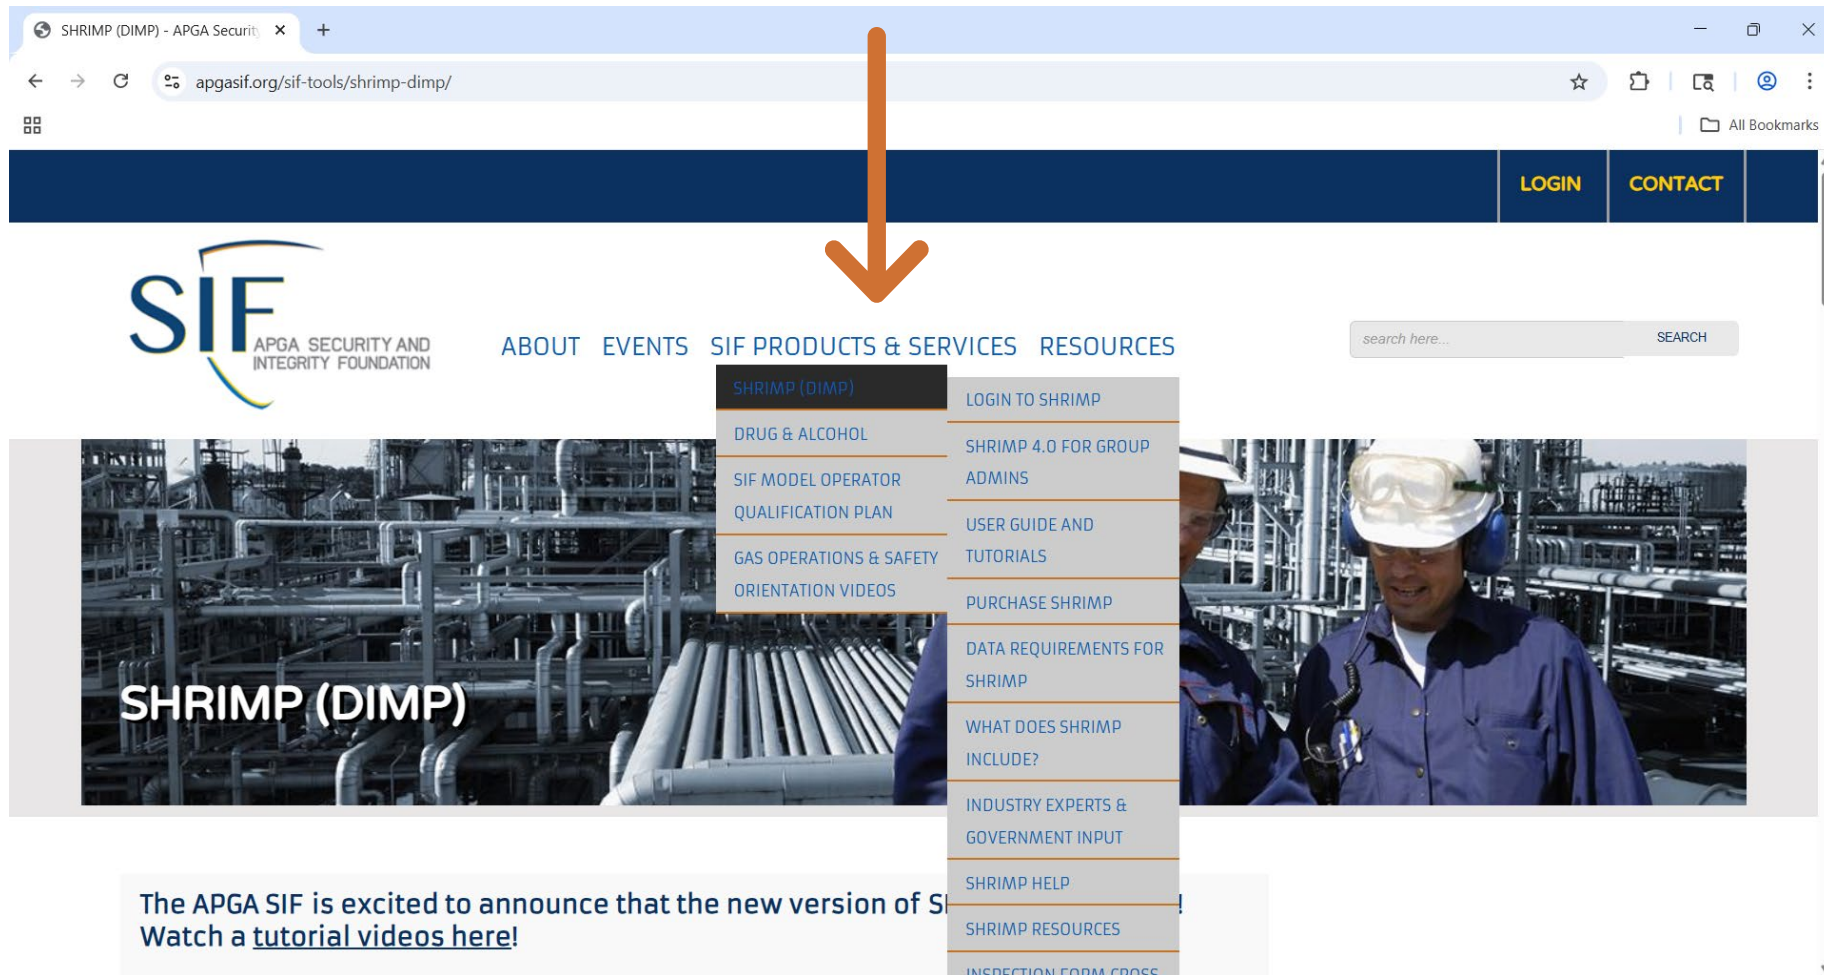 SHRIMP (DIMP) - APGA Securit
apgasif.org/sif-tools/shrimp-dimp/
All Bookmarks
LOGIN
CONTACT
SIF
APGA SECURITY AND
INTEGRITY FOUNDATION
ABOUT EVENTS SIF PRODUCTS & SERVICES RESOURCES
search here...
SEARCH
SHRIMP (DIMP)
DRUG & ALCOHOL
SIF MODEL OPERATOR
QUALIFICATION PLAN
GAS OPERATIONS & SAFETY
ORIENTATION VIDEOS
LOGIN TO SHRIMP
SHRIMP 4.0 FOR GROUP
ADMINS
USER GUIDE AND
TUTORIALS
PURCHASE SHRIMP
DATA REQUIREMENTS FOR
SHRIMP
WHAT DOES SHRIMP
INCLUDE?
INDUSTRY EXPERTS &
GOVERNMENT INPUT
SHRIMP HELP
SHRIMP RESOURCES
INSPECTION FORM CROSS
SHRIMP (DIMP)
The APGA SIF is excited to announce that the new version of
Watch a tutorial videos here!